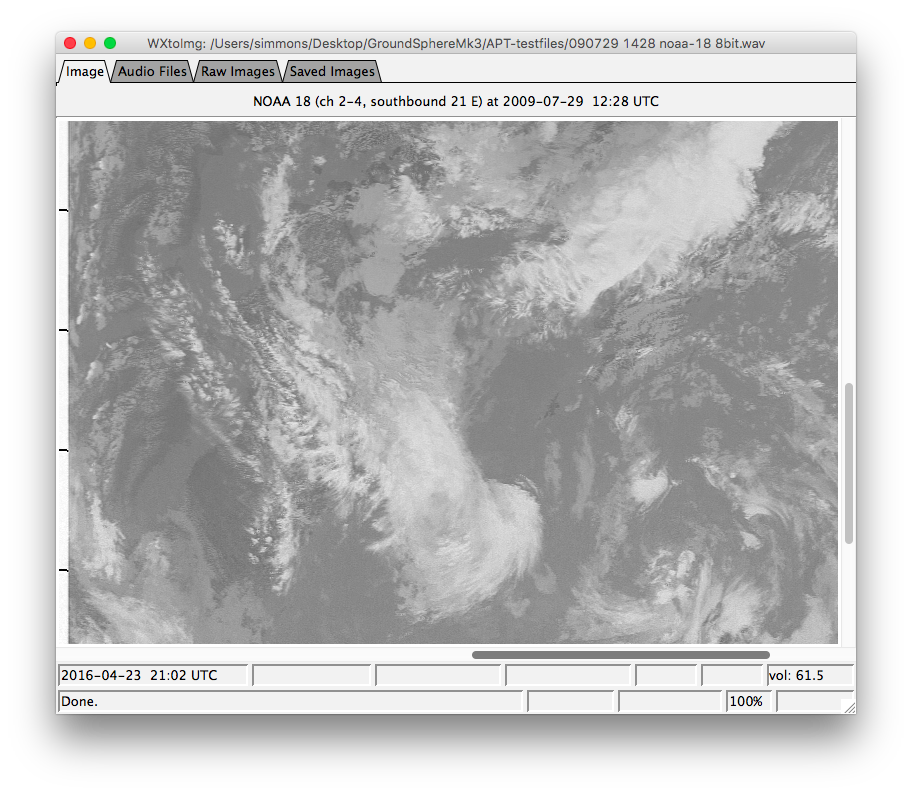 WXtoImg: /Users/simmons/Desktop/GroundSphereMk3/APT-testfiles/090729 1428 noaa-18 8bit.wav
Image Audio Files Raw Images Saved Images
NOAA 18 (ch 2-4, southbound 21 E) at 2009-07-29 12:28 UTC
2016-04-23 21:02 UTC vol: 61.5
Done. 100%